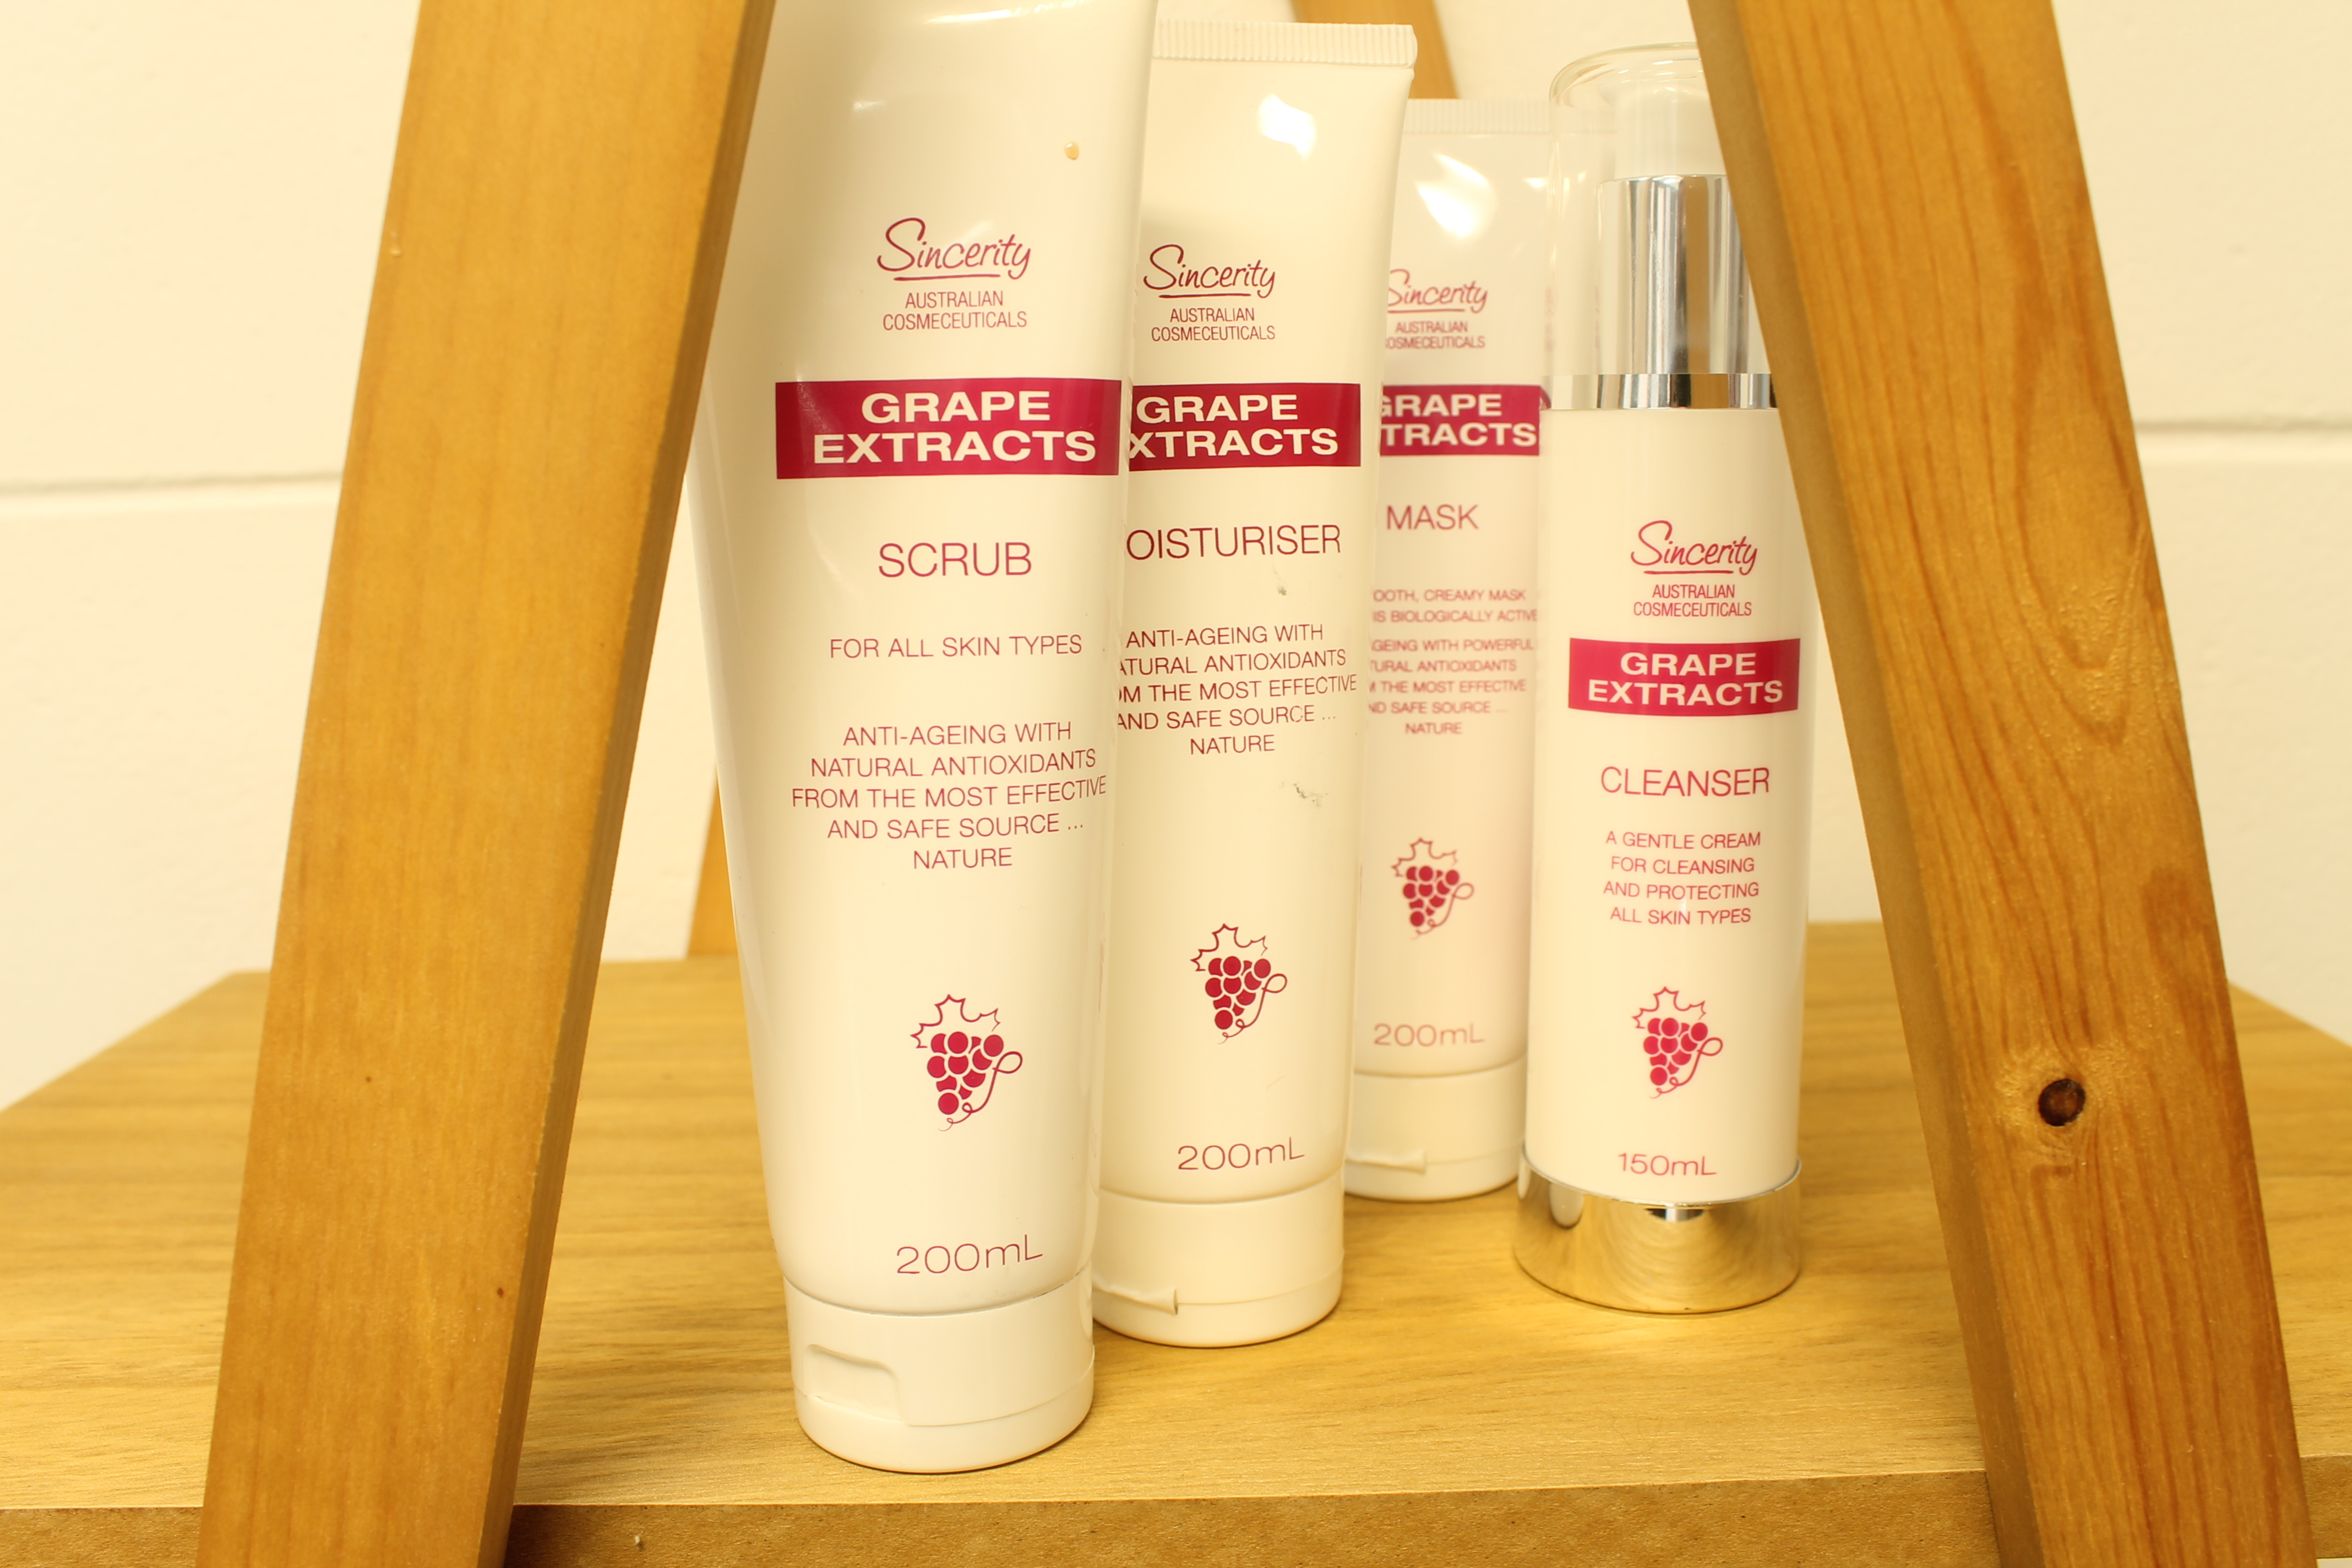 Sincerity
AUSTRALIAN
COSMECEUTICALS
GRAPE
EXTRACTS
SCRUB
FOR ALL SKIN TYPES
ANTI-AGEING WITH
NATURAL ANTIOXIDANTS
FROM THE MOST EFFECTIVE
AND SAFE SOURCE ...
NATURE
200mL
Sincerity
AUSTRALIAN
COSMECEUTICALS
GRAPE
XTRACTS
OISTURISER
ANTI-AGEING WITH
ATURAL ANTIOXIDANTS
OM THE MOST EFFECTIVE
AND SAFE SOURCE ...
NATURE
200mL
Sincerity
AUSTRALIAN
OSMECEUTICALS
GRAPE
TRACTS
MASK
OOTH, CREAMY MASK
IS BIOLOGICALLY ACTIVE
GEING WITH POWERFUL
TURAL ANTIOXIDANTS
M THE MOST EFFECTIVE
ND SAFE SOURCE ...
NATURE
200mL
Sincerity
AUSTRALIAN
COSMECEUTICALS
GRAPE
EXTRACTS
CLEANSER
A GENTLE CREAM
FOR CLEANSING
AND PROTECTING
ALL SKIN TYPES
150mL